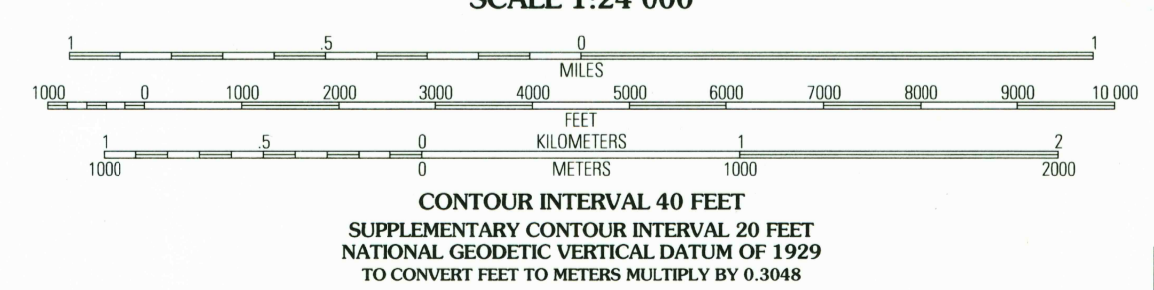 SCALE 1:24 000
1 .5 0 1
MILES
1000 0 1000 2000 3000 4000 5000 6000 7000 8000 9000 10 000
FEET
1 .5 0 KILOMETERS 1 2
1000 0 METERS 1000 2000
CONTOUR INTERVAL 40 FEET
SUPPLEMENTARY CONTOUR INTERVAL 20 FEET
NATIONAL GEODETIC VERTICAL DATUM OF 1929
TO CONVERT FEET TO METERS MULTIPLY BY 0.3048